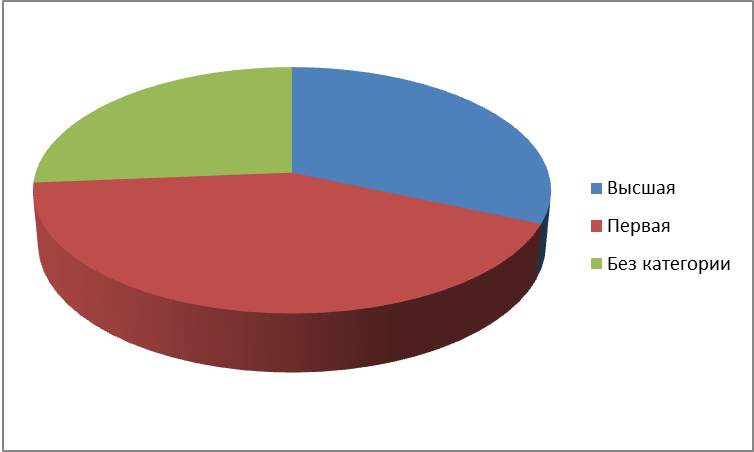 Высшая
Первая
Без категории